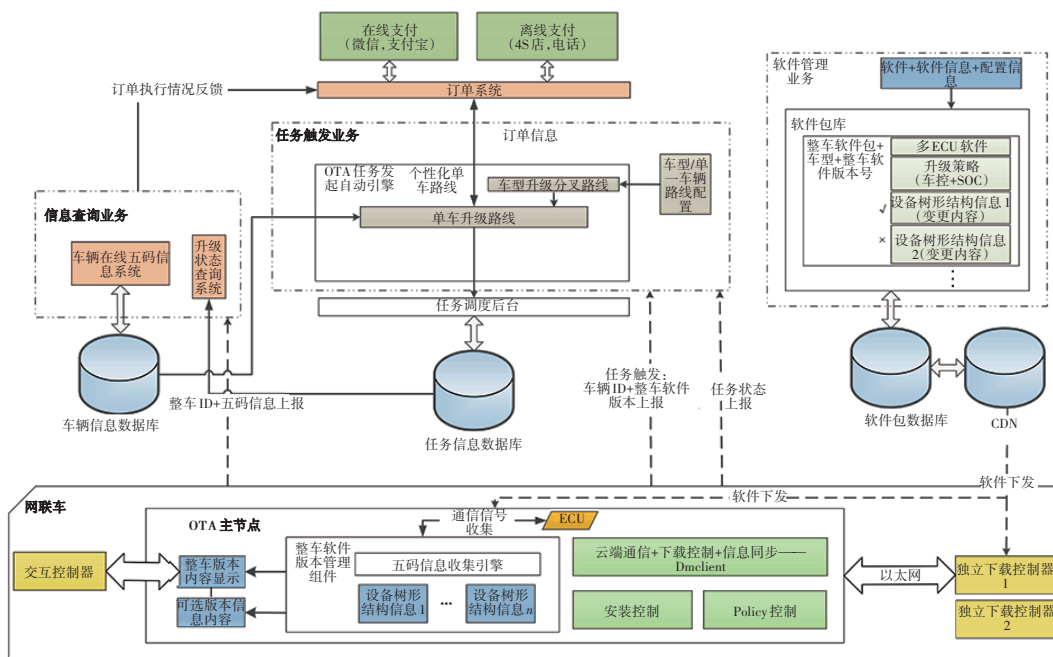 在线支付
(微信,支付宝)
离线支付
(4S店,电话)
订单执行情况反馈
订单系统
订单信息
任务触发业务
OTA任务发
起自动引擎
个性化单
车路线
车型升级分叉路线
车型/单
一车辆
路线配
置
单车升级路线
任务调度后台
信息查询业务
车辆在线五码信
息系统
升级
状态
查询
系统
软件管理
业务
软件+软件信息+配置信
息
软件包库
整车软件包+
车型+整车软
件版本号
多ECU软件
升级策略
(车控+SOC)
√
设备树形结构信息1
(变更内容)
×
设备树形结构信息
2(变更内容)
⋮
整车ID+五码信息上报
车辆信息数据库
任务信息数据库
任务触发:
车辆ID+整车软件
版本上报
任务状态
上报
软件包数据库
CDN
软件下发
网联车
软件下发
OTA主节点
通信信号
收集
ECU
交互控制器
整车版本
内容显示
可选版本信
息内容
整车软件
版本管理
组件
五码信息收集引擎
设备树形
结构信息1
...
设备树形
结构信息n
云端通信+下载控制+信息同步——
Dmclient
安装控制
Policy控制
以太网
独立下载控制器
1
独立下载控制器
2